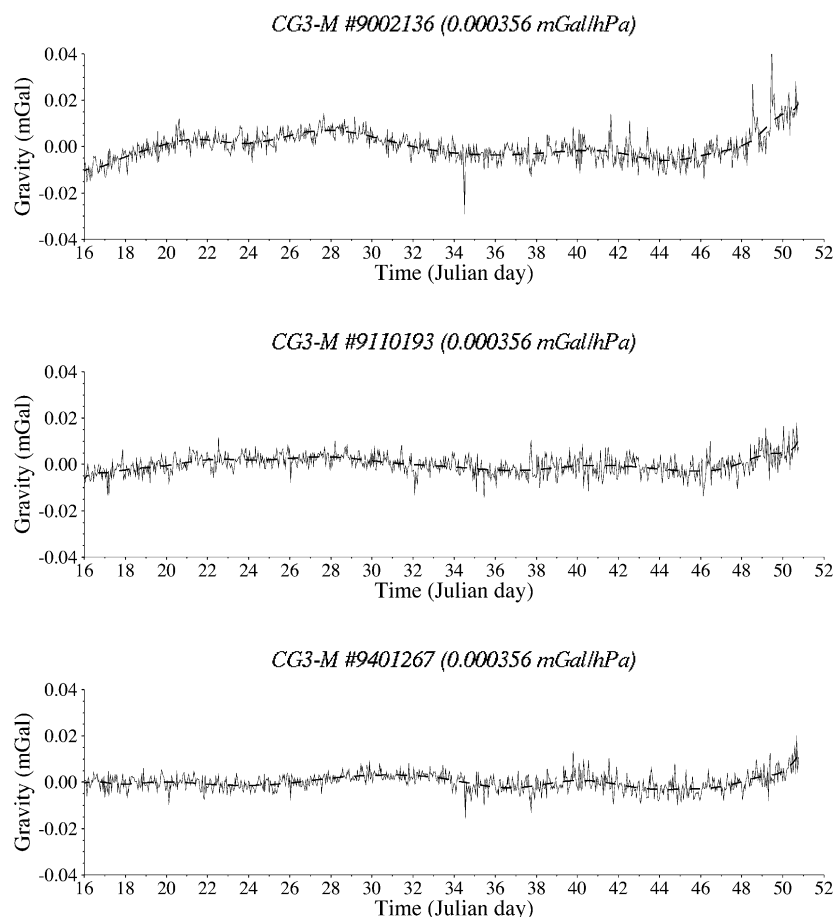 CG3-M #9002136 (0.000356 mGal/hPa)
Gravity (mGal)
0.04
0.02
0.00
-0.02
-0.04
16 18 20 22 24 26 28 30 32 34 36 38 40 42 44 46 48 50 52
Time (Julian day)
CG3-M #9110193 (0.000356 mGal/hPa)
Gravity (mGal)
0.04
0.02
0.00
-0.02
-0.04
16 18 20 22 24 26 28 30 32 34 36 38 40 42 44 46 48 50 52
Time (Julian day)
CG3-M #9401267 (0.000356 mGal/hPa)
Gravity (mGal)
0.04
0.02
0.00
-0.02
-0.04
16 18 20 22 24 26 28 30 32 34 36 38 40 42 44 46 48 50 52
Time (Julian day)